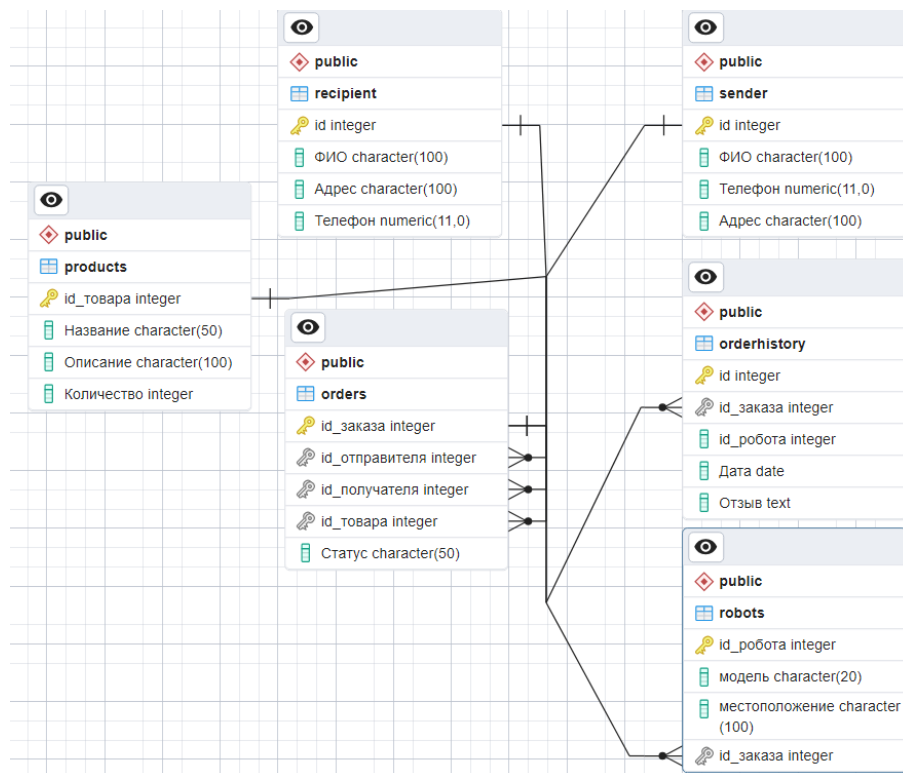 public
recipient
id integer
ФИО character(100)
Адрес character(100)
Телефон numeric(11,0)
public
sender
id integer
ФИО character(100)
Телефон numeric(11,0)
Адрес character(100)
public
products
id_товара integer
Название character(50)
Описание character(100)
Количество integer
public
orders
id_заказа integer
id_отправителя integer
id_получателя integer
id_товара integer
Статус character(50)
public
orderhistory
id integer
id_заказа integer
id_робота integer
Дата date
Отзыв text
public
robots
id_робота integer
модель character(20)
местоположение character
(100)
id_заказа integer